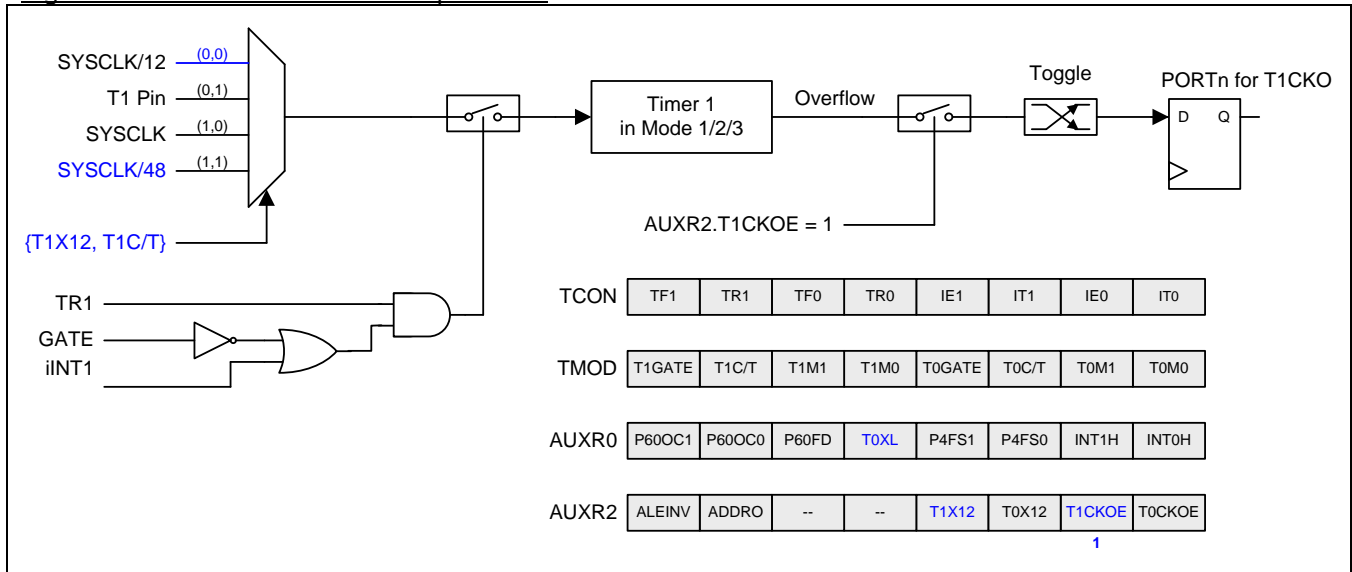 SYSCLK/12 (0,0)
T1 Pin (0,1)
SYSCLK (1,0)
SYSCLK/48 (1,1)
{T1X12, T1C/T}
TR1
GATE
iINT1
Timer 1
in Mode 1/2/3
Overflow
Toggle
PORTn for T1CKO
D Q
AUXR2.T1CKOE = 1
TCON TF1 TR1 TF0 TR0 IE1 IT1 IE0 IT0
TMOD T1GATE T1C/T T1M1 T1M0 T0GATE T0C/T T0M1 T0M0
AUXR0 P60OC1 P60OC0 P60FD T0XL P4FS1 P4FS0 INT1H INT0H
AUXR2 ALEINV ADDRO -- -- T1X12 T0X12 T1CKOE T0CKOE
1